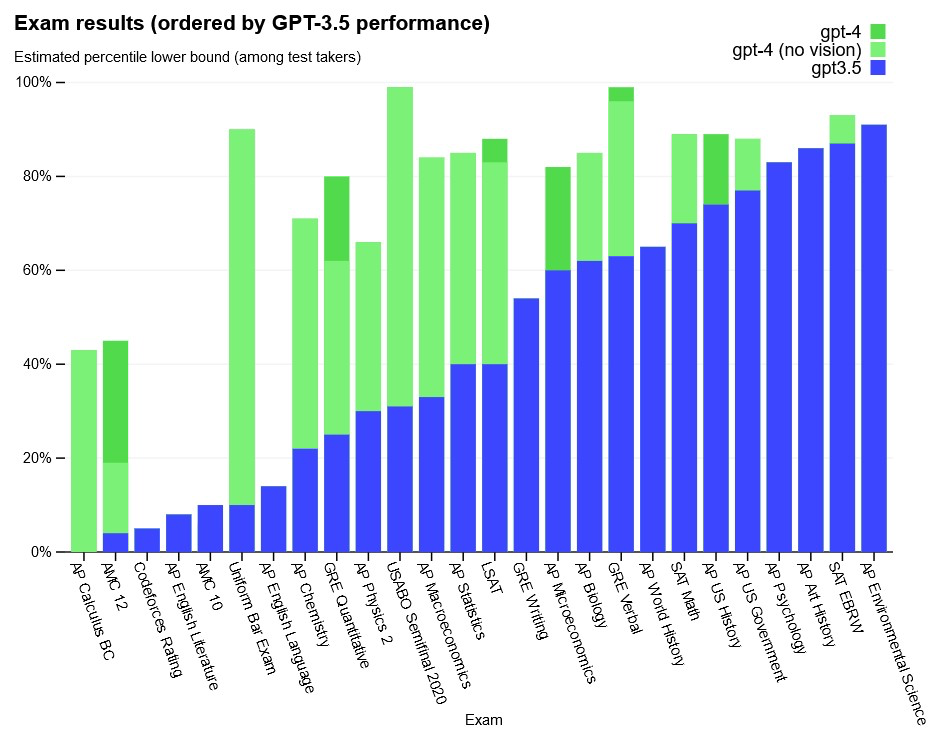 Exam results (ordered by GPT-3.5 performance)
Estimated percentile lower bound (among test takers)
gpt-4
gpt-4 (no vision)
gpt3.5
100%
80%
60%
40%
20%
0%
AP Calculus BC
AMC 12
Codeforces Rating
AP English Literature
AMC 10
Uniform Bar Exam
AP English Language
AP Chemistry
GRE Quantitative
AP Physics 2
USABO Semifinal 2020
AP Macroeconomics
AP Statistics
LSAT
GRE Writing
AP Microeconomics
AP Biology
GRE Verbal
AP World History
SAT Math
AP US History
AP US Government
AP Psychology
AP Art History
SAT EBRW
AP Environmental Science
Exam